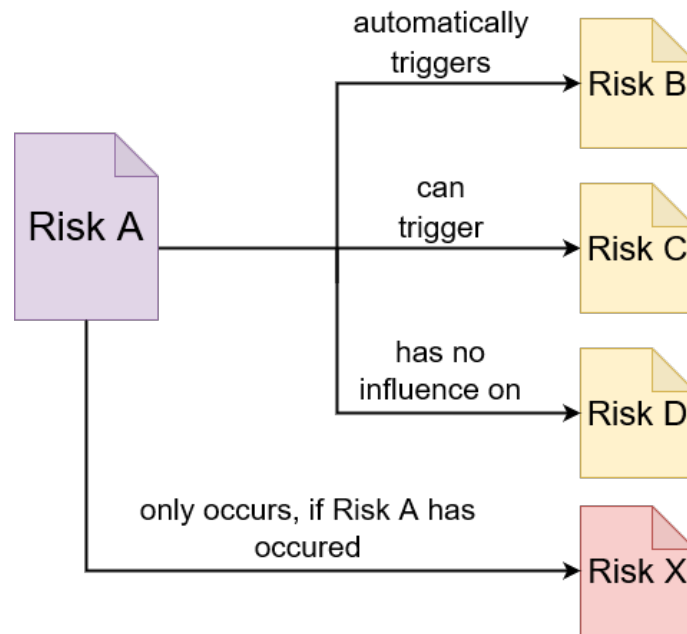 automatically
triggers
Risk B
Risk A
can
trigger
Risk C
has no
influence on
Risk D
only occurs, if Risk A has
occured
Risk X